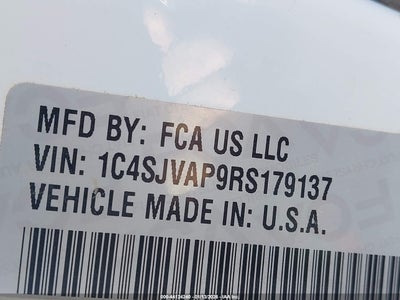 MFD BY: FCA US LLC
VIN: 1C4SJVAP9RS179137
VEHICLE MADE IN: U.S.A.